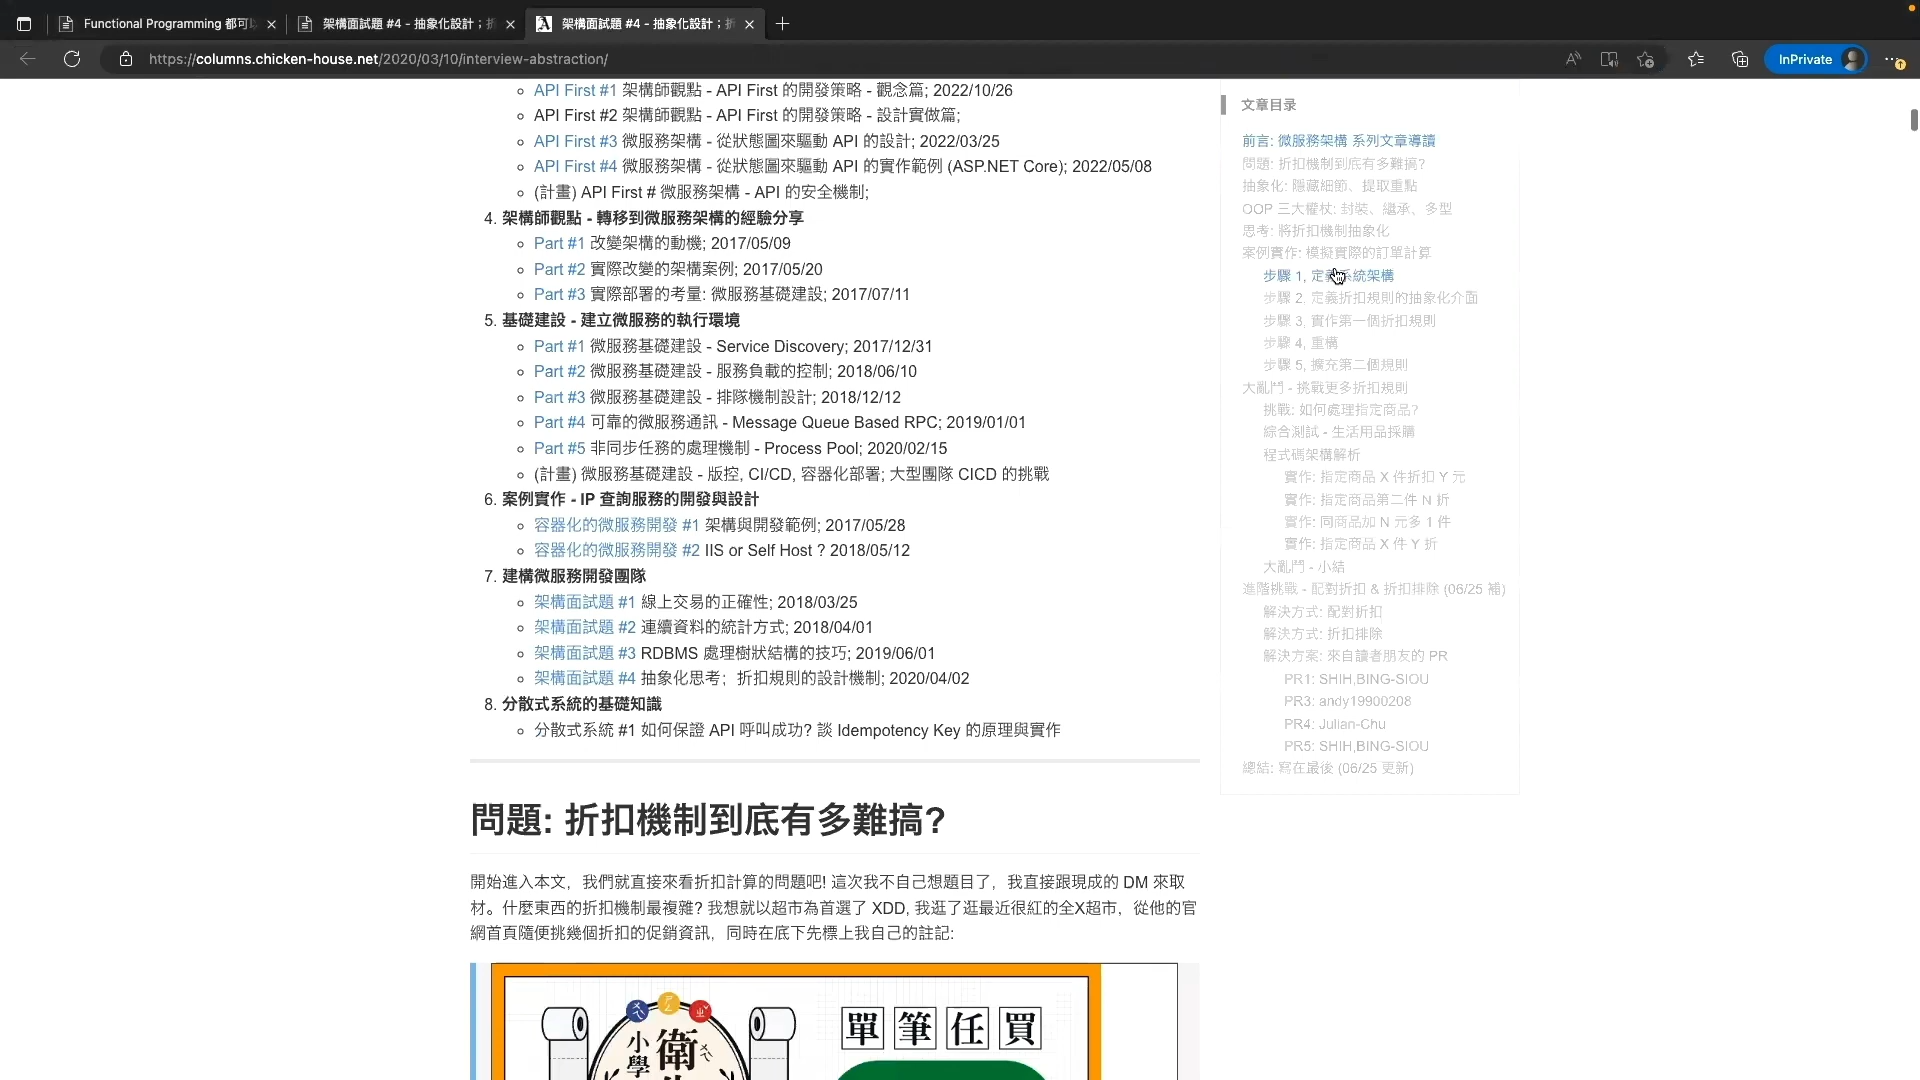 Functional Programming 都可
架構面試題 #4 - 抽象化設計；折
架構面試題 #4 - 抽象化設計；折
https://columns.chicken-house.net/2020/03/10/interview-abstraction/
InPrivate
API First #1 架構師觀點 - API First 的開發策略 - 觀念篇; 2022/10/26
API First #2 架構師觀點 - API First 的開發策略 - 設計實做篇;
API First #3 微服務架構 - 從狀態圖來驅動 API 的設計; 2022/03/25
API First #4 微服務架構 - 從狀態圖來驅動 API 的實作範例 (ASP.NET Core); 2022/05/08
(計畫) API First # 微服務架構 - API 的安全機制;
4. 架構師觀點 - 轉移到微服務架構的經驗分享
Part #1 改變架構的動機; 2017/05/09
Part #2 實際改變的架構案例; 2017/05/20
Part #3 實際部署的考量: 微服務基礎建設; 2017/07/11
5. 基礎建設 - 建立微服務的執行環境
Part #1 微服務基礎建設 - Service Discovery; 2017/12/31
Part #2 微服務基礎建設 - 服務負載的控制; 2018/06/10
Part #3 微服務基礎建設 - 排隊機制設計; 2018/12/12
Part #4 可靠的微服務通訊 - Message Queue Based RPC; 2019/01/01
Part #5 非同步任務的處理機制 - Process Pool; 2020/02/15
(計畫) 微服務基礎建設 - 版控, CI/CD, 容器化部署; 大型團隊 CICD 的挑戰
6. 案例實作 - IP 查詢服務的開發與設計
容器化的微服務開發 #1 架構與開發範例; 2017/05/28
容器化的微服務開發 #2 IIS or Self Host ? 2018/05/12
7. 建構微服務開發團隊
架構面試題 #1 線上交易的正確性; 2018/03/25
架構面試題 #2 連續資料的統計方式; 2018/04/01
架構面試題 #3 RDBMS 處理樹狀結構的技巧; 2019/06/01
架構面試題 #4 抽象化思考；折扣規則的設計機制; 2020/04/02
8. 分散式系統的基礎知識
分散式系統 #1 如何保證 API 呼叫成功? 談 Idempotency Key 的原理與實作
問題: 折扣機制到底有多難搞?
開始進入本文，我們就直接來看折扣計算的問題吧! 這次我不自己想題目了，我直接跟現成的 DM 來取
材。什麼東西的折扣機制最複雜? 我想就以超市為首選了 XDD, 我逛了逛最近很紅的全X超市，從他的官
網首頁隨便挑幾個折扣的促銷資訊，同時在底下先標上我自己的註記:
小學
衛
單筆任買
文章目录
前言: 微服務架構 系列文章導讀
問題: 折扣機制到底有多難搞?
抽象化: 隱藏細節、提取重點
OOP 三大權杖: 封裝、繼承、多型
思考: 將折扣機制抽象化
案例實作: 模擬實際的訂單計算
步驟 1, 定義系統架構
步驟 2, 定義折扣規則的抽象化介面
步驟 3, 實作第一個折扣規則
步驟 4, 重構
步驟 5, 擴充第二個規則
大亂鬥 - 挑戰更多折扣規則
挑戰: 如何處理指定商品?
綜合測試 - 生活用品採購
程式碼架構解析
實作: 指定商品 X 件折扣 Y 元
實作: 指定商品第二件 N 折
實作: 同商品加 N 元多 1 件
實作: 指定商品 X 件 Y 折
大亂鬥 - 小結
進階挑戰 - 配對折扣 & 折扣排除 (06/25 補)
解決方式: 配對折扣
解決方式: 折扣排除
解決方案: 來自讀者朋友的 PR
PR1: SHIH,BING-SIOU
PR3: andy19900208
PR4: Julian-Chu
PR5: SHIH,BING-SIOU
總結: 寫在最後 (06/25 更新)